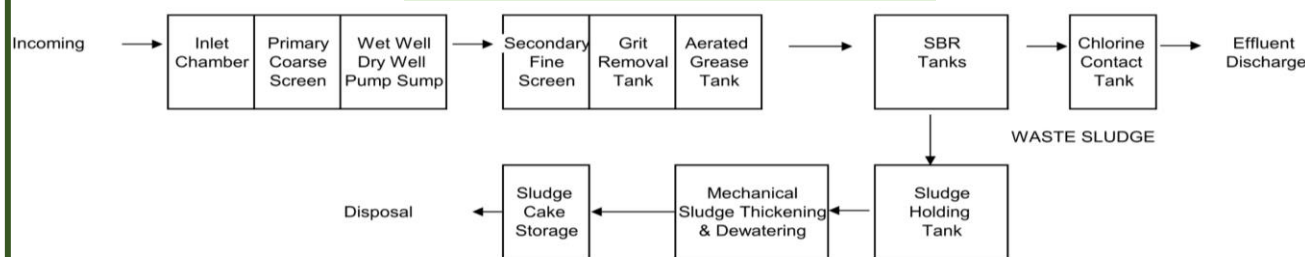 Incoming
Inlet
Chamber
Primary
Coarse
Screen
Wet Well
Dry Well
Pump Sump
Secondary
Fine
Screen
Grit
Removal
Tank
Aerated
Grease
Tank
SBR
Tanks
Chlorine
Contact
Tank
Effluent
Discharge
WASTE SLUDGE
Disposal
Sludge
Cake
Storage
Mechanical
Sludge Thickening
& Dewatering
Sludge
Holding
Tank